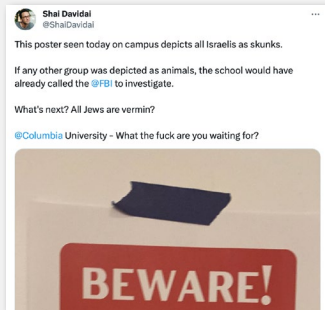 Shai Davidai
@ShaiDavidai
This poster seen today on campus depicts all Israelis as skunks.
If any other group was depicted as animals, the school would have
already called the @FBI to investigate.
What's next? All Jews are vermin?
@Columbia University - What the fuck are you waiting for?
BEWARE!